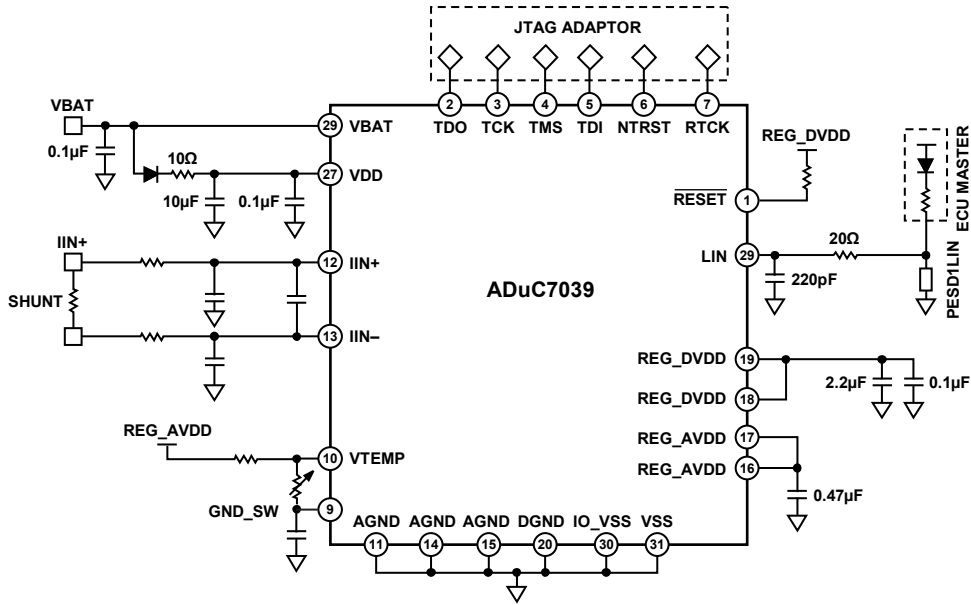 JTAG ADAPTOR
2 3 4 5 6 7
TDO TCK TMS TDI NTRST RTCK
VBAT
29 VBAT
0.1µF
10Ω
27 VDD
10µF 0.1µF
IIN+
12 IIN+
SHUNT
13 IIN–
REG_AVDD
10 VTEMP
GND_SW
9
ADuC7039
REG_DVDD
RESET 1
ECU MASTER
LIN 29
20Ω
220pF
PESD1LIN
REG_DVDD 19
2.2µF 0.1µF
REG_DVDD 18
REG_AVDD 17
REG_AVDD 16
0.47µF
AGND AGND AGND DGND IO_VSS VSS
11 14 15 20 30 31